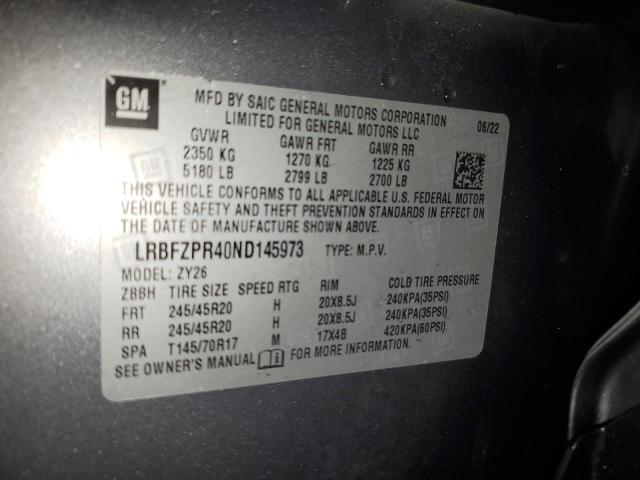 GM
MFD BY SAIC GENERAL MOTORS CORPORATION
LIMITED FOR GENERAL MOTORS LLC 06/22
GVWR GAWR FRT GAWR RR
2350 KG 1270 KG 1225 KG
5180 LB 2799 LB 2700 LB
THIS VEHICLE CONFORMS TO ALL APPLICABLE U.S. FEDERAL MOTOR
VEHICLE SAFETY AND THEFT PREVENTION STANDARDS IN EFFECT ON
THE DATE OF MANUFACTURE SHOWN ABOVE.
LRBFZPR40ND145973 TYPE: M.P.V.
MODEL: ZY26
ZBBH TIRE SIZE SPEED RTG RIM COLD TIRE PRESSURE
FRT 245/45R20 H 20X8.5J 240KPA(35PSI)
RR 245/45R20 H 20X8.5J 240KPA(35PSI)
SPA T145/70R17 M 17X4B 420KPA(60PSI)
SEE OWNER'S MANUAL FOR MORE INFORMATION.